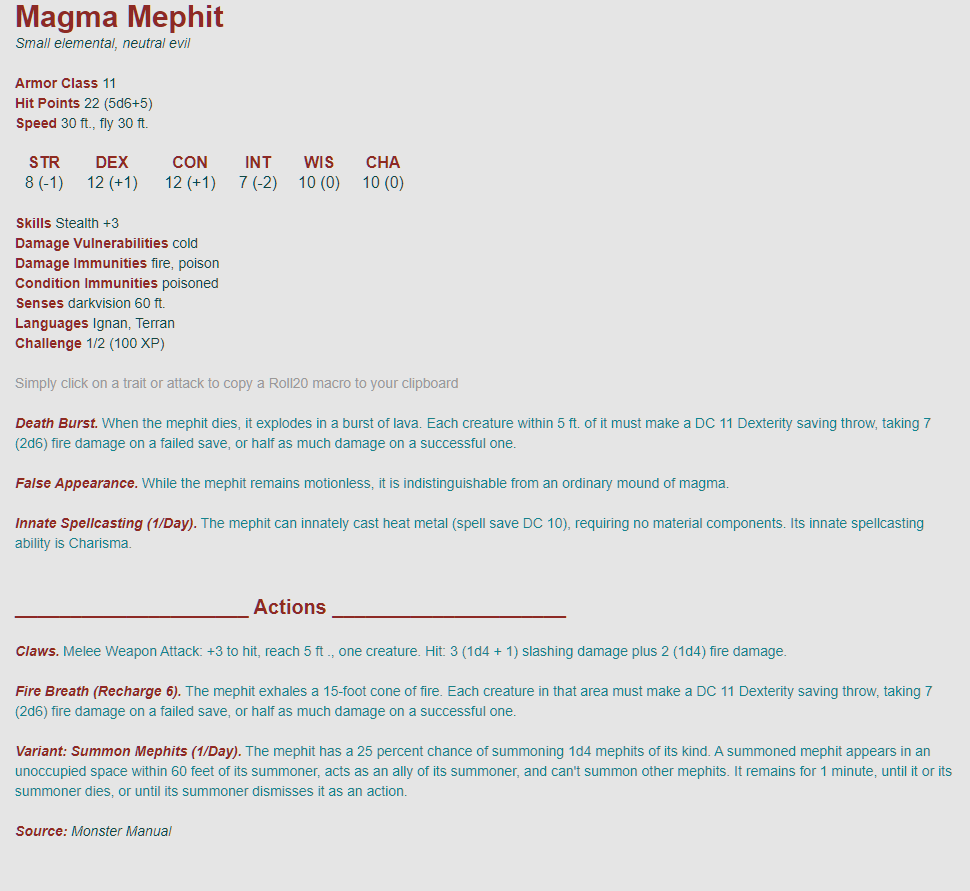 Magma Mephit
Small elemental, neutral evil
Armor Class 11
Hit Points 22 (5d6+5)
Speed 30 ft., fly 30 ft.
STR DEX CON INT WIS CHA
8 (-1) 12 (+1) 12 (+1) 7 (-2) 10 (0) 10 (0)
Skills Stealth +3
Damage Vulnerabilities cold
Damage Immunities fire, poison
Condition Immunities poisoned
Senses darkvision 60 ft.
Languages Ignan, Terran
Challenge 1/2 (100 XP)
Simply click on a trait or attack to copy a Roll20 macro to your clipboard
Death Burst. When the mephit dies, it explodes in a burst of lava. Each creature within 5 ft. of it must make a DC 11 Dexterity saving throw, taking 7
(2d6) fire damage on a failed save, or half as much damage on a successful one.
False Appearance. While the mephit remains motionless, it is indistinguishable from an ordinary mound of magma.
Innate Spellcasting (1/Day). The mephit can innately cast heat metal (spell save DC 10), requiring no material components. Its innate spellcasting
ability is Charisma.
_____________________ Actions _____________________
Claws. Melee Weapon Attack: +3 to hit, reach 5 ft ., one creature. Hit: 3 (1d4 + 1) slashing damage plus 2 (1d4) fire damage.
Fire Breath (Recharge 6). The mephit exhales a 15-foot cone of fire. Each creature in that area must make a DC 11 Dexterity saving throw, taking 7
(2d6) fire damage on a failed save, or half as much damage on a successful one.
Variant: Summon Mephits (1/Day). The mephit has a 25 percent chance of summoning 1d4 mephits of its kind. A summoned mephit appears in an
unoccupied space within 60 feet of its summoner, acts as an ally of its summoner, and can't summon other mephits. It remains for 1 minute, until it or its
summoner dies, or until its summoner dismisses it as an action.
Source: Monster Manual